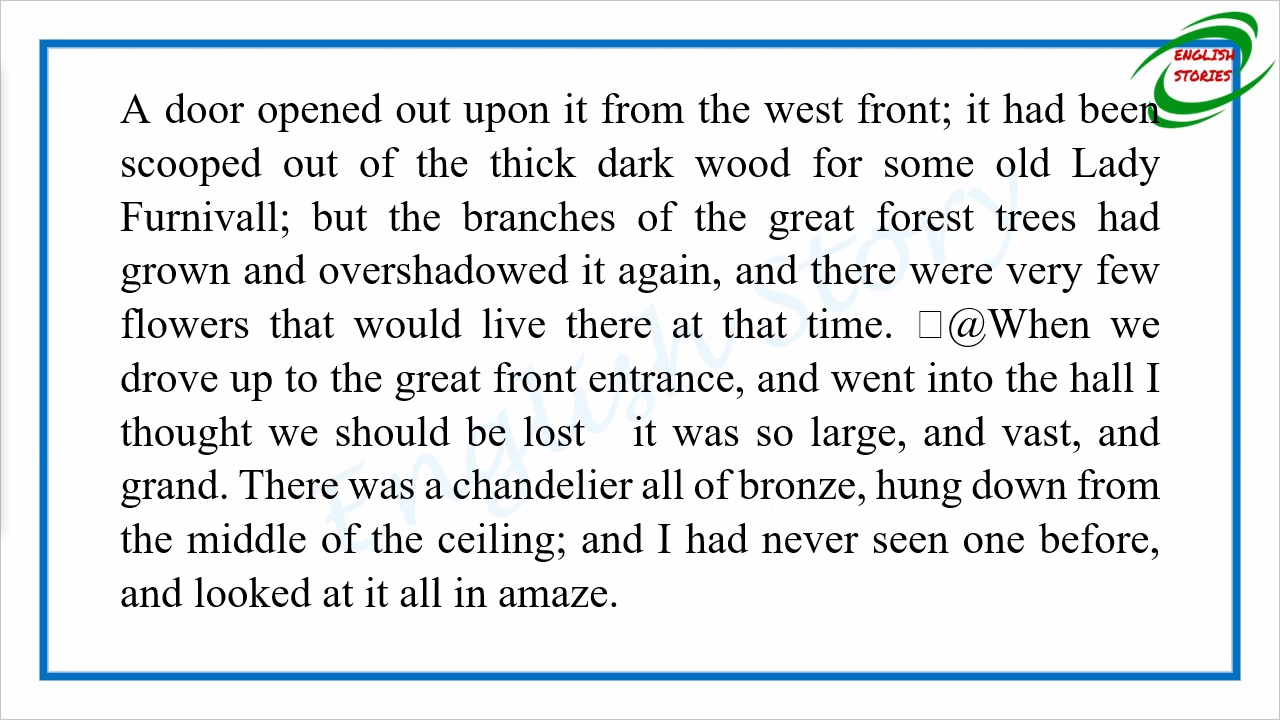 ENGLISH
STORIES
A door opened out upon it from the west front; it had been
scooped out of the thick dark wood for some old Lady
Furnivall; but the branches of the great forest trees had
grown and overshadowed it again, and there were very few
flowers that would live there at that time. □@When we
drove up to the great front entrance, and went into the hall I
thought we should be lost   it was so large, and vast, and
grand. There was a chandelier all of bronze, hung down from
the middle of the ceiling; and I had never seen one before,
and looked at it all in amaze.
English Story